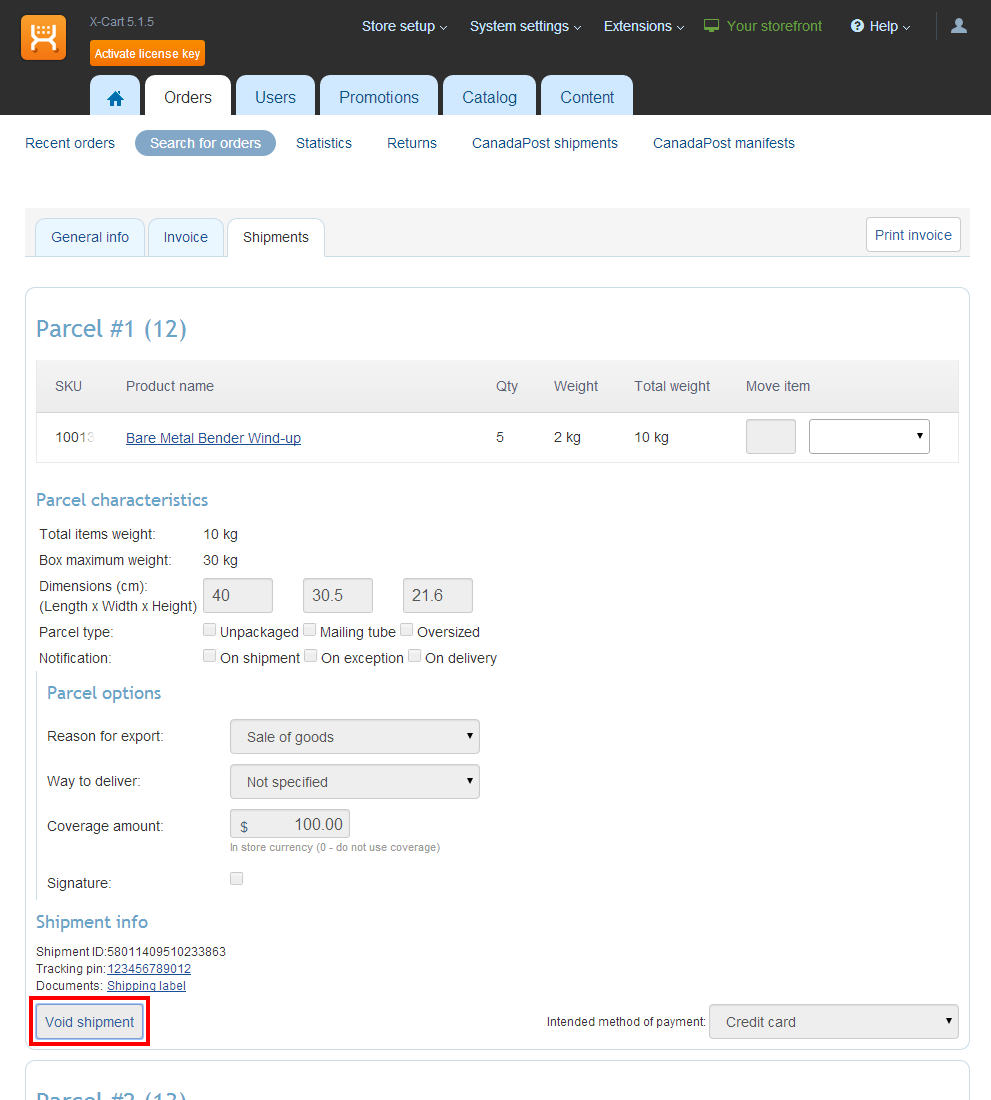 X-Cart 5.1.5
Activate license key
Store setup System settings Extensions Your storefront Help
Orders Users Promotions Catalog Content
Recent orders Search for orders Statistics Returns CanadaPost shipments CanadaPost manifests
General info Invoice Shipments Print invoice
Parcel #1 (12)
SKU Product name Qty Weight Total weight Move item
10013 Bare Metal Bender Wind-up 5 2 kg 10 kg
Parcel characteristics
Total items weight: 10 kg
Box maximum weight: 30 kg
Dimensions (cm):
(Length x Width x Height) 40 30.5 21.6
Parcel type: Unpackaged Mailing tube Oversized
Notification: On shipment On exception On delivery
Parcel options
Reason for export: Sale of goods
Way to deliver: Not specified
Coverage amount: $ 100.00
In store currency (0 - do not use coverage)
Signature:
Shipment info
Shipment ID:58011409510233863
Tracking pin:123456789012
Documents: Shipping label
Void shipment Intended method of payment: Credit card
Parcel #2 (13)